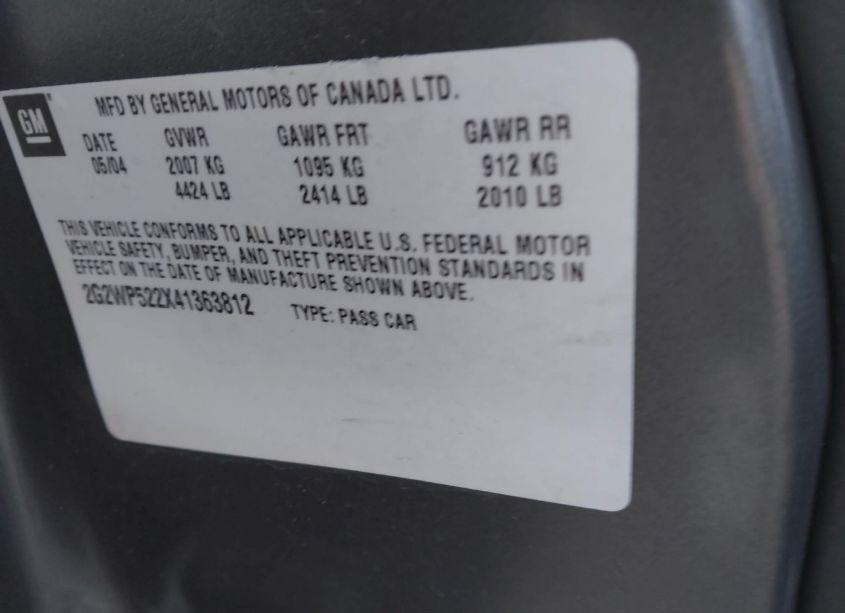 GM
MFD BY GENERAL MOTORS OF CANADA LTD.
DATE GVWR GAWR FRT GAWR RR
05/04 2007 KG 1095 KG 912 KG
4424 LB 2414 LB 2010 LB
THIS VEHICLE CONFORMS TO ALL APPLICABLE U.S. FEDERAL MOTOR
VEHICLE SAFETY, BUMPER, AND THEFT PREVENTION STANDARDS IN
EFFECT ON THE DATE OF MANUFACTURE SHOWN ABOVE.
2G2WP522X41363812 TYPE: PASS CAR